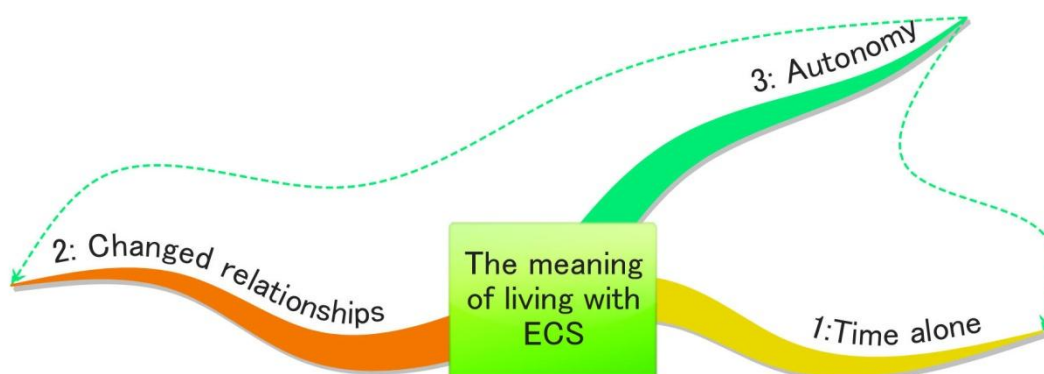 3: Autonomy
2: Changed relationships
The meaning
of living with
ECS
1:Time alone